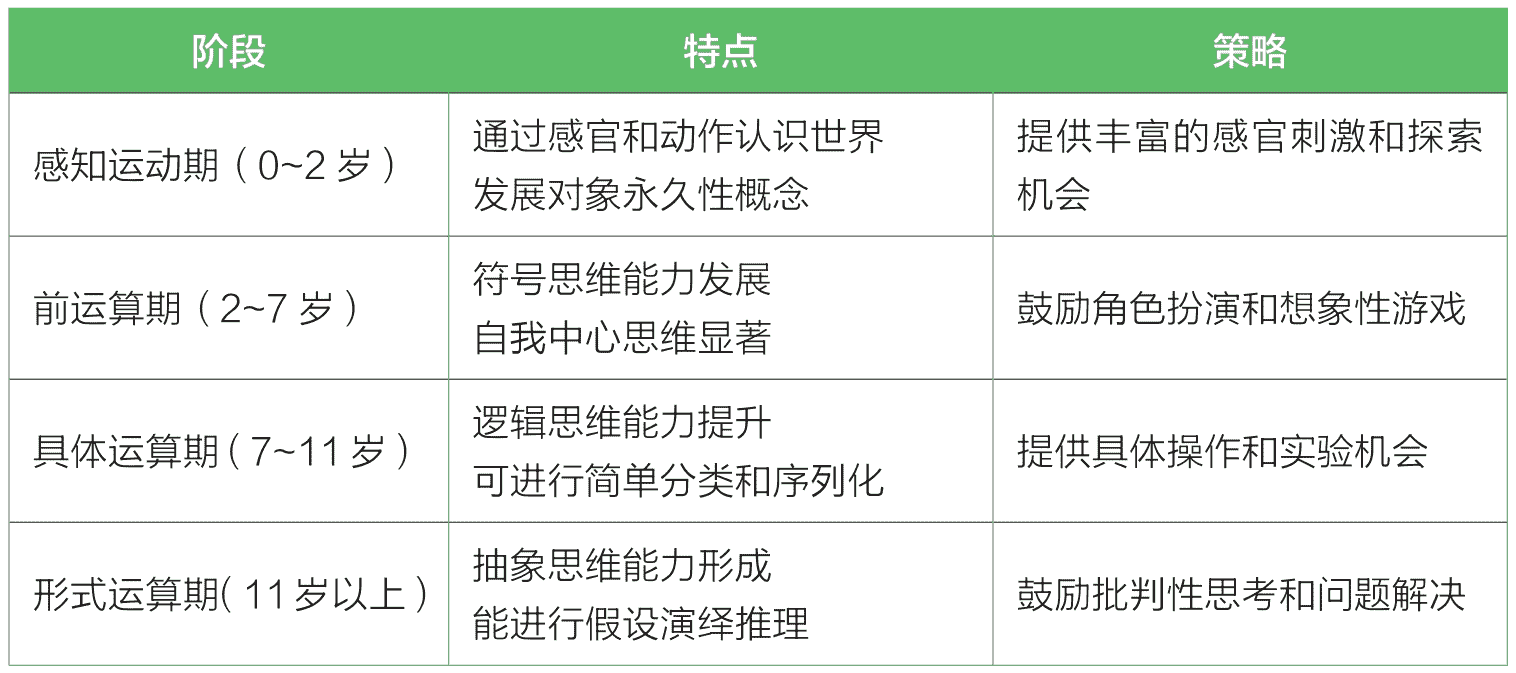 阶段 特点 策略
感知运动期（0~2 岁）
通过感官和动作认识世界
发展对象永久性概念
提供丰富的感官刺激和探索
机会
前运算期（2~7 岁）
符号思维能力发展
自我中心思维显著
鼓励角色扮演和想象性游戏
具体运算期（7~11 岁）
逻辑思维能力提升
可进行简单分类和序列化
提供具体操作和实验机会
形式运算期（11岁以上）
抽象思维能力形成
能进行假设演绎推理
鼓励批判性思考和问题解决